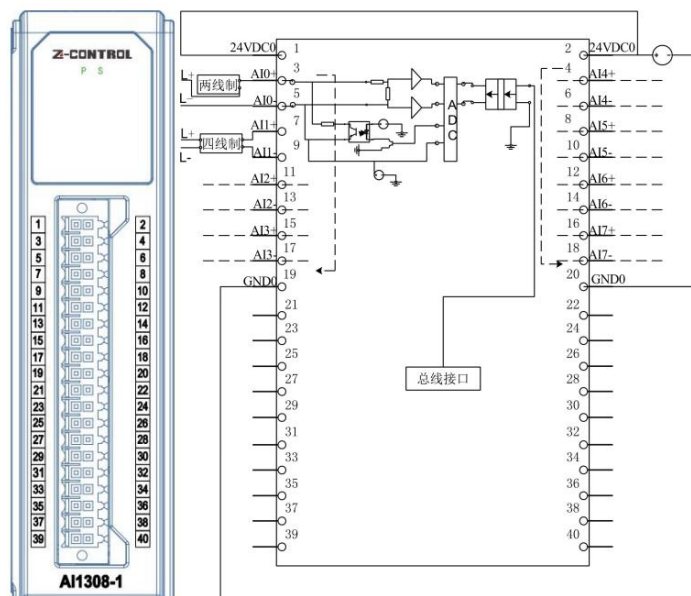 Z-CONTROL
P S
1 2
3 4
5 6
7 8
9 10
11 12
13 14
15 16
17 18
19 20
21 22
23 24
25 26
27 28
29 30
31 32
33 34
35 36
37 38
39 40
AI1308-1
24VDC0 1 2 24VDC0
L+ 两线制 AI0+ 3 4 AI4+
L- AI0- 5 6 AI4-
L+ 四线制 AI1+ 7 8 AI5+
L- AI1- 9 10 AI5-
AI2+ 11 12 AI6+
AI2- 13 14 AI6-
AI3+ 15 16 AI7+
AI3- 17 18 AI7-
GND0 19 20 GND0
21 22
23 24
25 26
27 28
29 30
31 32
33 34
35 36
37 38
39 40
A
D
C
总线接口